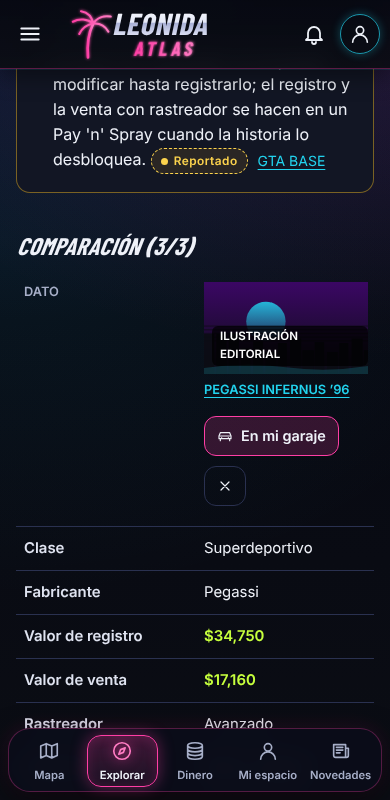 LEONIDA
ATLAS
modificar hasta registrarlo; el registro y
la venta con rastreador se hacen en un
Pay 'n' Spray cuando la historia lo
desbloquea. Reportado GTA BASE
COMPARACIÓN (3/3)
DATO
ILUSTRACIÓN
EDITORIAL
PEGASSI INFERNUS '96
En mi garaje
Clase Superdeportivo
Fabricante Pegassi
Valor de registro $34,750
Valor de venta $17,160
Rastreador Avanzado
Mapa Explorar Dinero Mi espacio Novedades